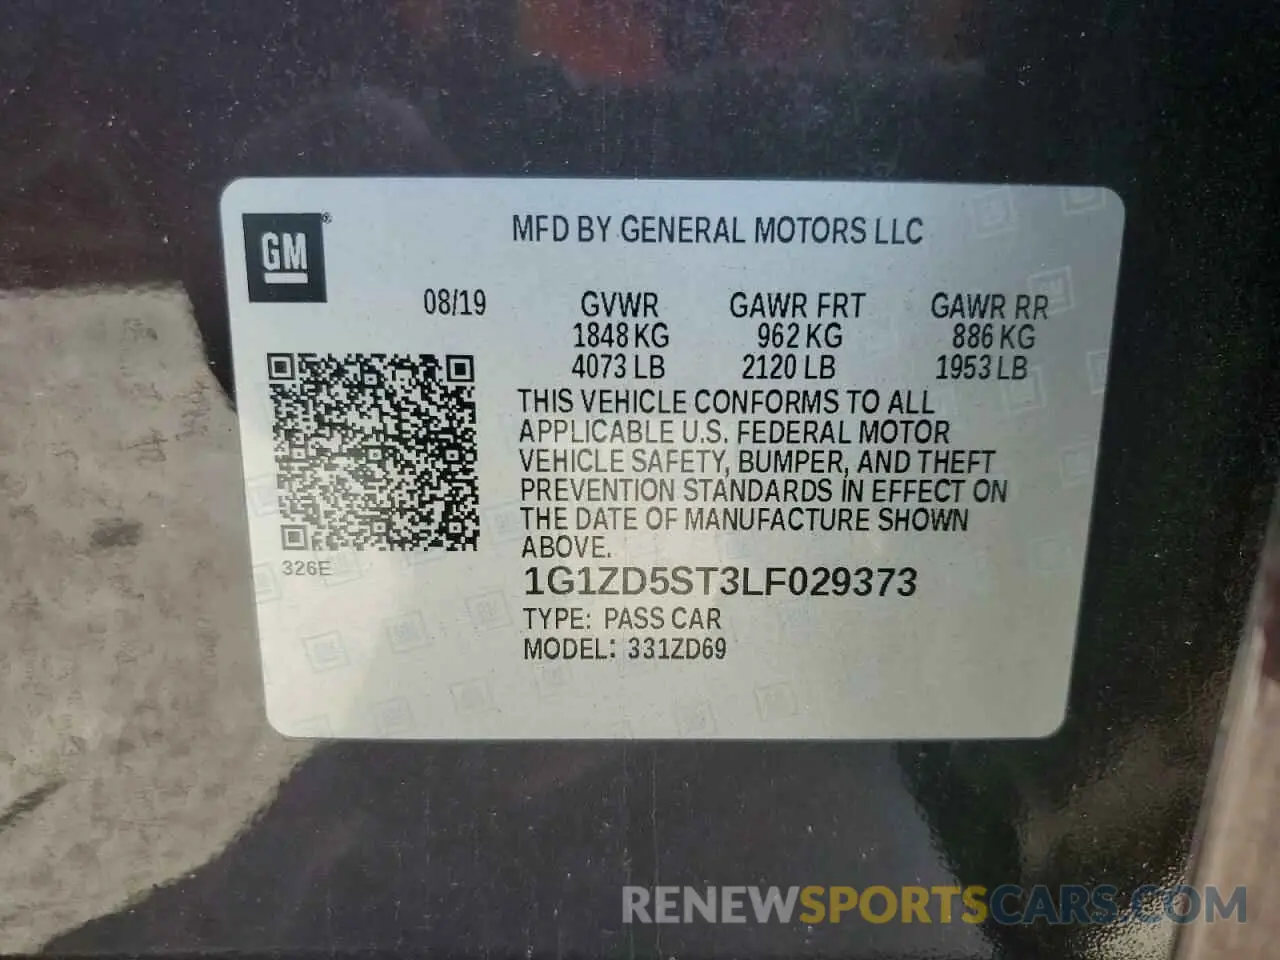 GM®
MFD BY GENERAL MOTORS LLC
08/19 GVWR GAWR FRT GAWR RR
1848 KG 962 KG 886 KG
4073 LB 2120 LB 1953 LB
THIS VEHICLE CONFORMS TO ALL
APPLICABLE U.S. FEDERAL MOTOR
VEHICLE SAFETY, BUMPER, AND THEFT
PREVENTION STANDARDS IN EFFECT ON
THE DATE OF MANUFACTURE SHOWN
ABOVE.
326E
1G1ZD5ST3LF029373
TYPE: PASS CAR
MODEL: 331ZD69
RENEWSPORTSCARS.COM